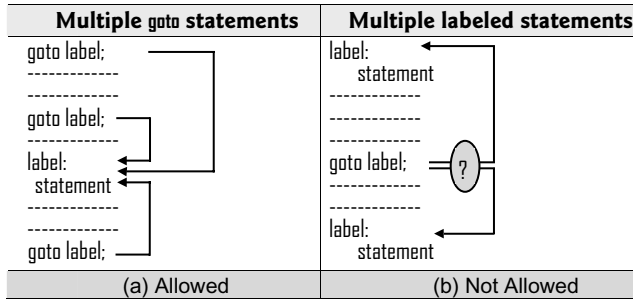 Multiple goto statements
goto label;
--------------
--------------
goto label;
--------------
label:
statement
--------------
--------------
goto label;
(a) Allowed
Multiple labeled statements
label:
statement
--------------
--------------
--------------
goto label;
?
--------------
--------------
label:
statement
(b) Not Allowed